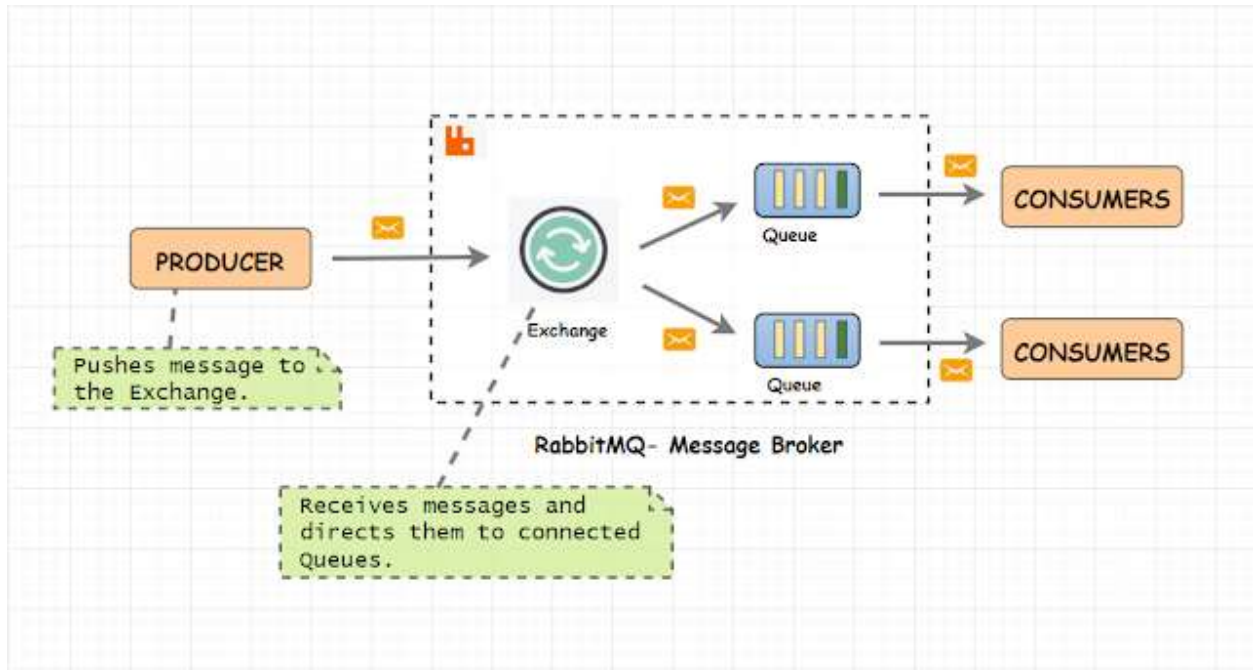 PRODUCER
Pushes message to
the Exchange.
Exchange
Queue
Queue
CONSUMERS
CONSUMERS
RabbitMQ- Message Broker
Receives messages and
directs them to connected
Queues.